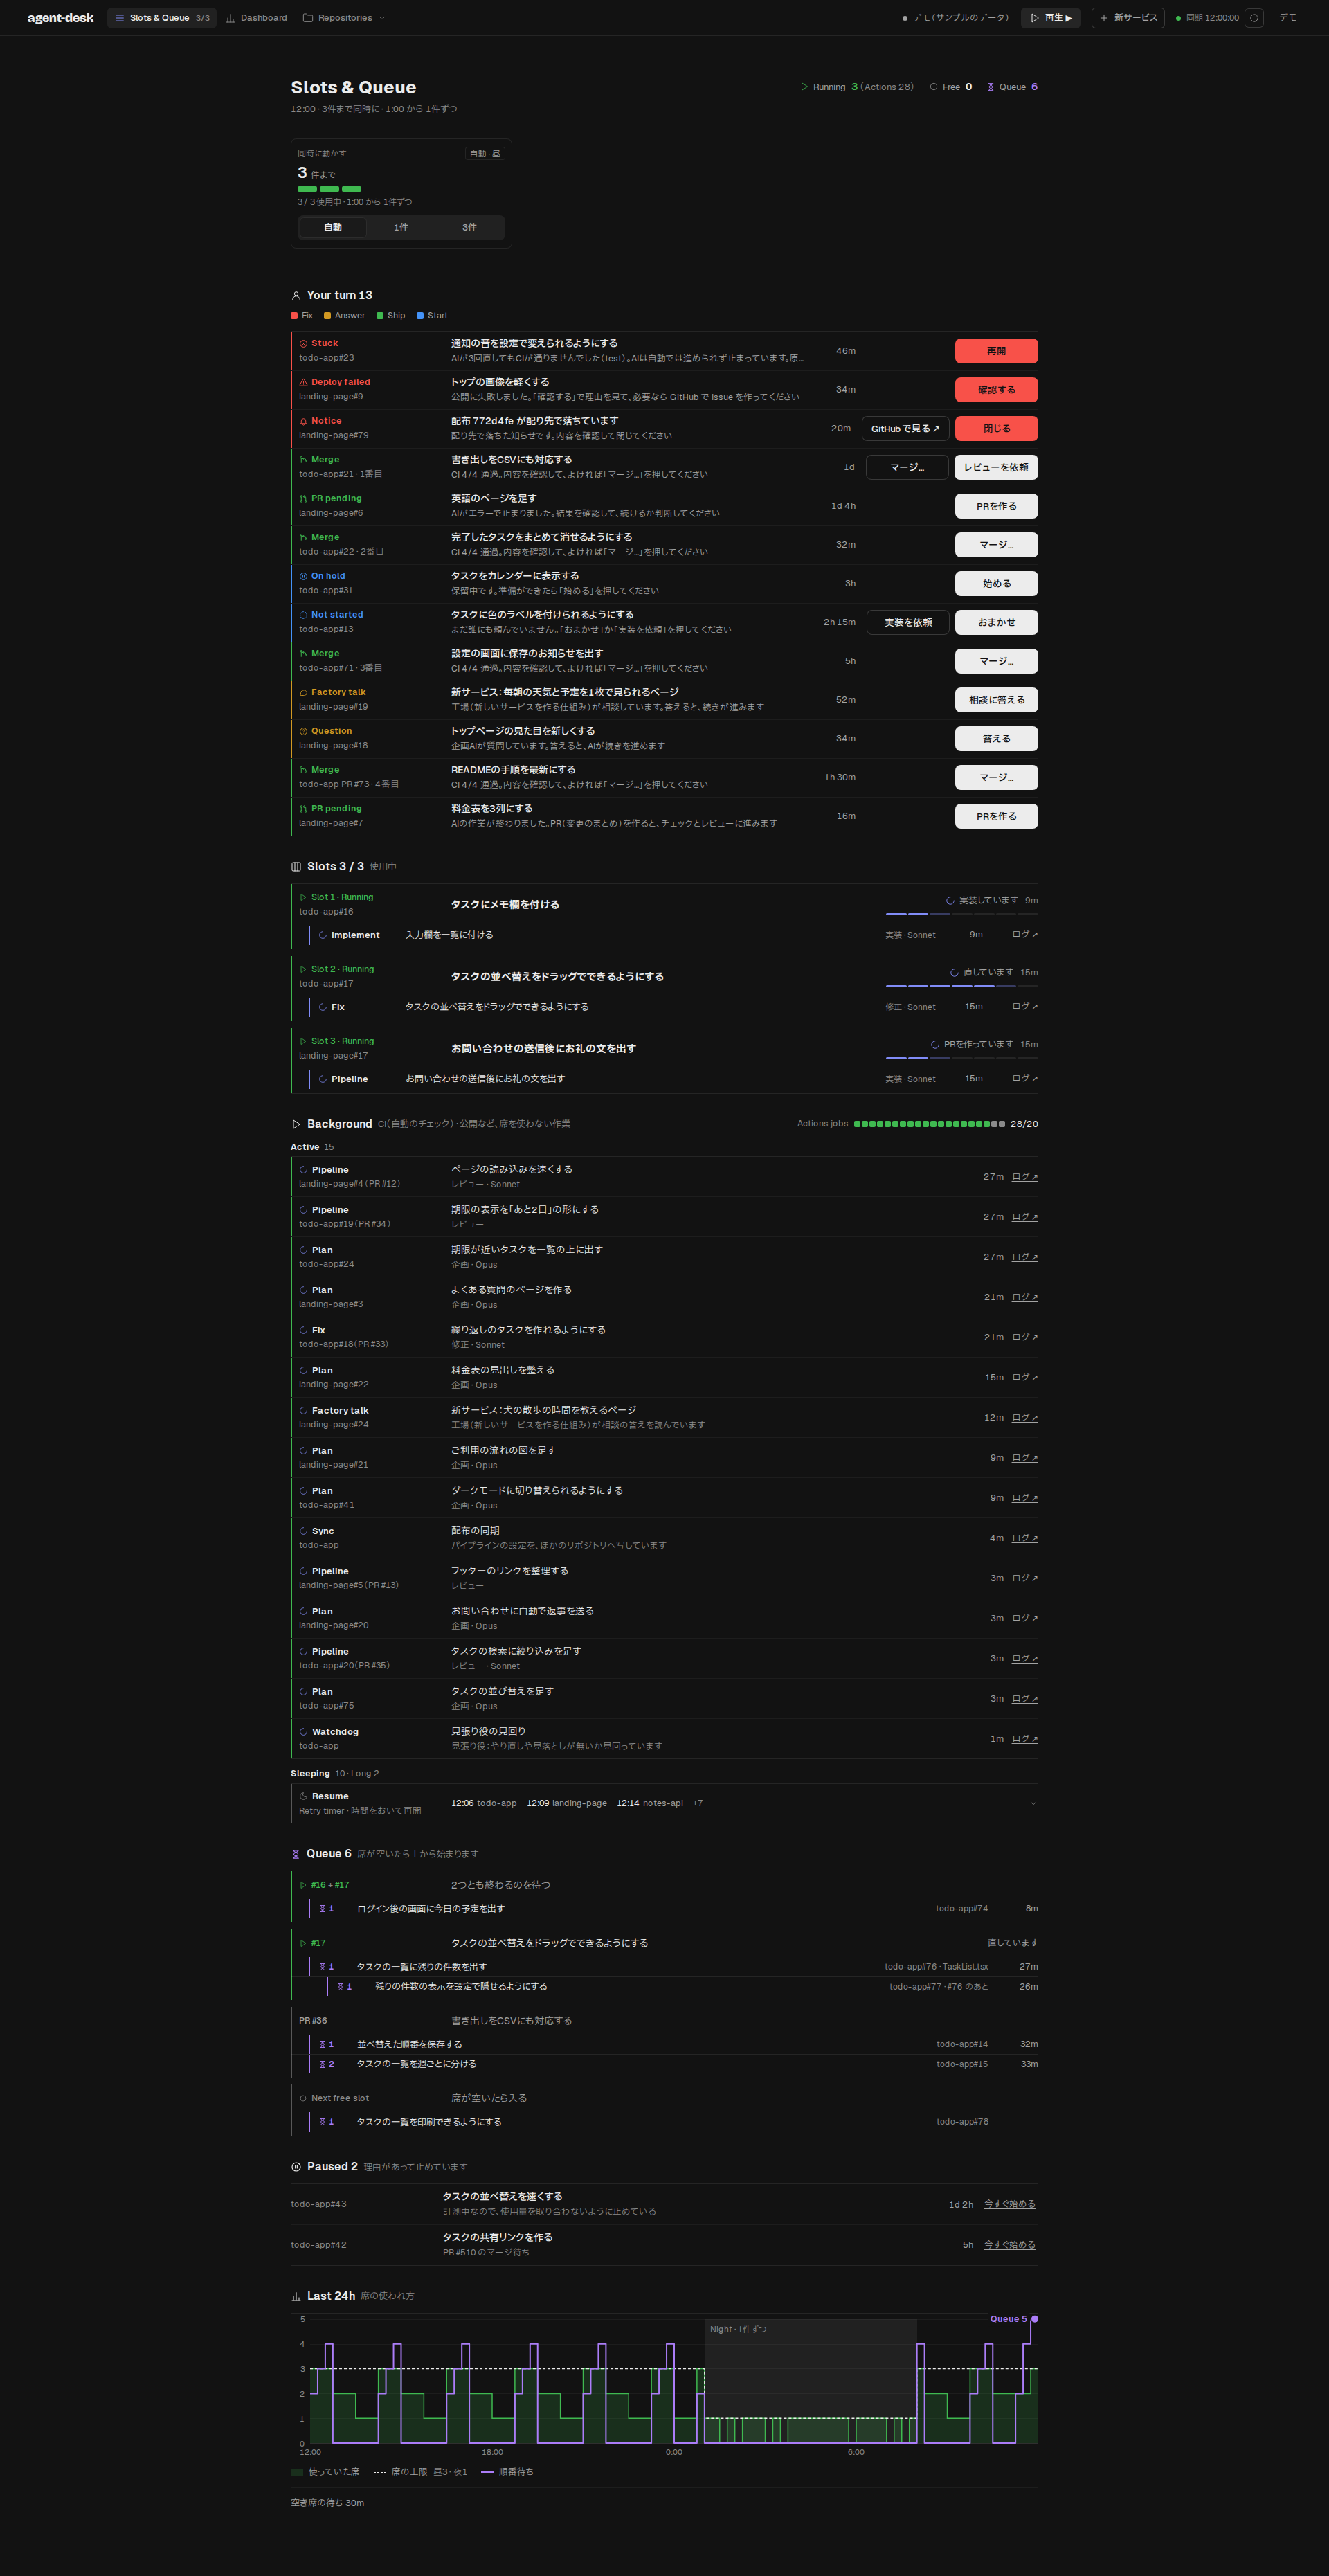 agent-desk
Slots & Queue 3/3
Dashboard
Repositories
デモ（サンプルのデータ）
再生 ▶
新サービス
同期 12:00:00
デモ
Slots & Queue
Running 3 (Actions 28)
Free 0
Queue 6
12:00 · 3件まで同時に · 1:00 から 1件ずつ
同時に動かす
自動 · 昼
3 件まで
3 / 3 使用中 · 1:00 から 1件ずつ
自動
1件
3件
Your turn 13
Fix
Answer
Ship
Start
Stuck
todo-app#23
通知の音を設定で変えられるようにする
AIが3回直してもCIが通りませんでした（test）。AIは自動では進められず止まっています。原…
46m
再開
Deploy failed
landing-page#9
トップの画像を軽くする
公開に失敗しました。「確認する」で理由を見て、必要なら GitHub で Issue を作ってください
34m
確認する
Notice
landing-page#79
配布 772d4fe が配り先で落ちています
配り先で落ちた知らせです。内容を確認して閉じてください
20m
GitHub で見る ↗
閉じる
Merge
todo-app#21 · 1番目
書き出しをCSVにも対応する
CI 4/4 通過。内容を確認して、よければ「マージ…」を押してください
1d
マージ…
レビューを依頼
PR pending
landing-page#6
英語のページを足す
AIがエラーで止まりました。結果を確認して、続けるか判断してください
1d 4h
PRを作る
Merge
todo-app#22 · 2番目
完了したタスクをまとめて消せるようにする
CI 4/4 通過。内容を確認して、よければ「マージ…」を押してください
32m
マージ…
On hold
todo-app#31
タスクをカレンダーに表示する
保留中です。準備ができたら「始める」を押してください
3h
始める
Not started
todo-app#13
タスクに色のラベルを付けられるようにする
まだ誰にも頼んでいません。「おまかせ」か「実装を依頼」を押してください
2h 15m
実装を依頼
おまかせ
Merge
todo-app#71 · 3番目
設定の画面に保存のお知らせを出す
CI 4/4 通過。内容を確認して、よければ「マージ…」を押してください
5h
マージ…
Factory talk
landing-page#19
新サービス：毎朝の天気と予定を1枚で見られるページ
工場（新しいサービスを作る仕組み）が相談しています。答えると、続きが進みます
52m
相談に答える
Question
landing-page#18
トップページの見た目を新しくする
企画AIが質問しています。答えると、AIが続きを進めます
34m
答える
Merge
todo-app PR #73 · 4番目
READMEの手順を最新にする
CI 4/4 通過。内容を確認して、よければ「マージ…」を押してください
1h 30m
マージ…
PR pending
landing-page#7
料金表を3列にする
AIの作業が終わりました。PR（変更のまとめ）を作ると、チェックとレビューに進みます
16m
PRを作る
Slots 3 / 3 使用中
Slot 1 · Running
todo-app#16
タスクにメモ欄を付ける
実装しています 9m
Implement
入力欄を一覧に付ける
実装 · Sonnet
9m
ログ ↗
Slot 2 · Running
todo-app#17
タスクの並べ替えをドラッグでできるようにする
直しています 15m
Fix
タスクの並べ替えをドラッグでできるようにする
修正 · Sonnet
15m
ログ ↗
Slot 3 · Running
landing-page#17
お問い合わせの送信後にお礼の文を出す
PRを作っています 15m
Pipeline
お問い合わせの送信後にお礼の文を出す
実装 · Sonnet
15m
ログ ↗
Background CI（自動のチェック）・公開など、席を使わない作業
Actions jobs
28/20
Active 15
Pipeline
landing-page#4 (PR #12)
ページの読み込みを速くする
レビュー · Sonnet
27m
ログ ↗
Pipeline
todo-app#19 (PR #34)
期限の表示を「あと2日」の形にする
レビュー
27m
ログ ↗
Plan
todo-app#24
期限が近いタスクを一覧の上に出す
企画 · Opus
27m
ログ ↗
Plan
landing-page#3
よくある質問のページを作る
企画 · Opus
21m
ログ ↗
Fix
todo-app#18 (PR #33)
繰り返しのタスクを作れるようにする
修正 · Sonnet
21m
ログ ↗
Plan
landing-page#22
料金表の見出しを整える
企画 · Opus
15m
ログ ↗
Factory talk
landing-page#24
新サービス：犬の散歩の時間を教えるページ
工場（新しいサービスを作る仕組み）が相談の答えを読んでいます
12m
ログ ↗
Plan
landing-page#21
ご利用の流れの図を足す
企画 · Opus
9m
ログ ↗
Plan
todo-app#41
ダークモードに切り替えられるようにする
企画 · Opus
9m
ログ ↗
Sync
todo-app
配布の同期
パイプラインの設定を、ほかのリポジトリへ写しています
4m
ログ ↗
Pipeline
landing-page#5 (PR #13)
フッターのリンクを整理する
レビュー
3m
ログ ↗
Plan
landing-page#20
お問い合わせに自動で返事を送る
企画 · Opus
3m
ログ ↗
Pipeline
todo-app#20 (PR #35)
タスクの検索に絞り込みを足す
レビュー · Sonnet
3m
ログ ↗
Plan
todo-app#75
タスクの並び替えを足す
企画 · Opus
3m
ログ ↗
Watchdog
todo-app
見張り役の見回り
見張り役：やり直しや見落としが無いか見回っています
1m
ログ ↗
Sleeping 10 · Long 2
Resume
Retry timer · 時間をおいて再開
12:06 todo-app 12:09 landing-page 12:14 notes-api +7
Queue 6 席が空いたら上から始まります
#16 + #17
2つとも終わるのを待つ
1
ログイン後の画面に今日の予定を出す
todo-app#74
8m
#17
タスクの並べ替えをドラッグでできるようにする
直しています
1
タスクの一覧に残りの件数を出す
todo-app#76 · TaskList.tsx
27m
1
残りの件数の表示を設定で隠せるようにする
todo-app#77 · #76 のあと
26m
PR #36
書き出しをCSVにも対応する
1
並べ替えた順番を保存する
todo-app#14
32m
2
タスクの一覧を週ごとに分ける
todo-app#15
33m
Next free slot
席が空いたら入る
1
タスクの一覧を印刷できるようにする
todo-app#78
Paused 2 理由があって止めています
todo-app#43
タスクの並べ替えを速くする
計測中なので、使用量を取り合わないように止めている
1d 2h
今すぐ始める
todo-app#42
タスクの共有リンクを作る
PR #510 のマージ待ち
5h
今すぐ始める
Last 24h 席の使われ方
5
4
3
2
1
0
Night · 1件ずつ
Queue 5
12:00
18:00
0:00
6:00
使っていた席
席の上限 昼3 · 夜1
順番待ち
空き席の待ち 30m